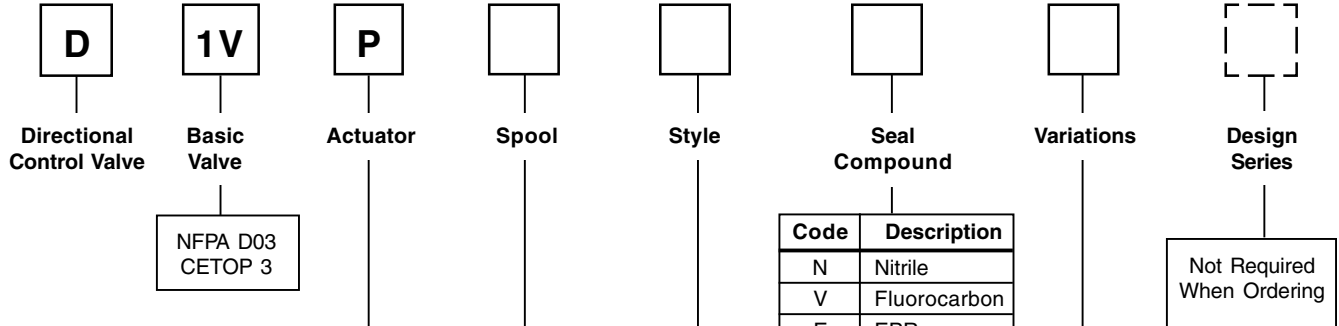 D 1V P
Directional Control Valve
Basic Valve
Actuator
Spool
Style
Seal Compound
Variations
Design Series
NFPA D03
CETOP 3
Code Description
N Nitrile
V Fluorocarbon
Not Required
When Ordering